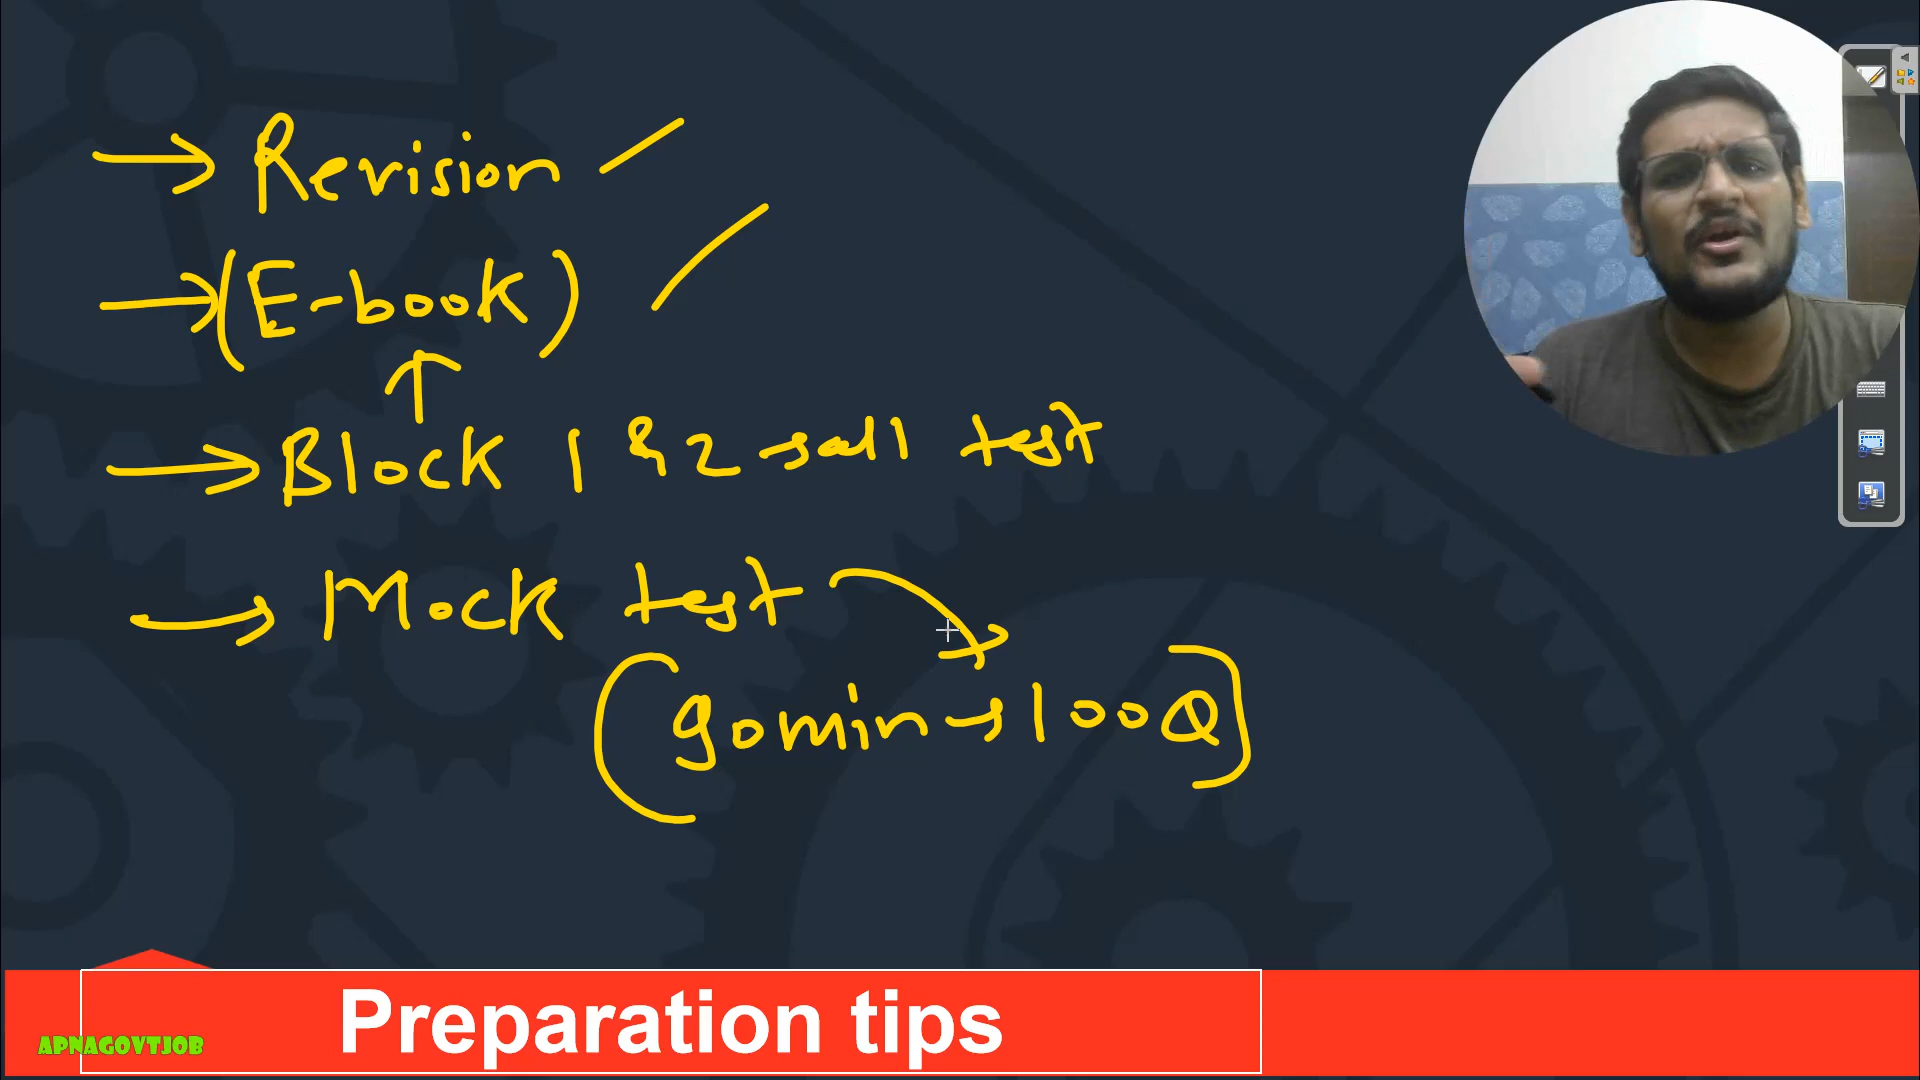 → Revision
→ (E-book)
→ Block 1 & 2 → all test
→ Mock test
(90min → 100Q)
Preparation tips
APNAGOVTJOB